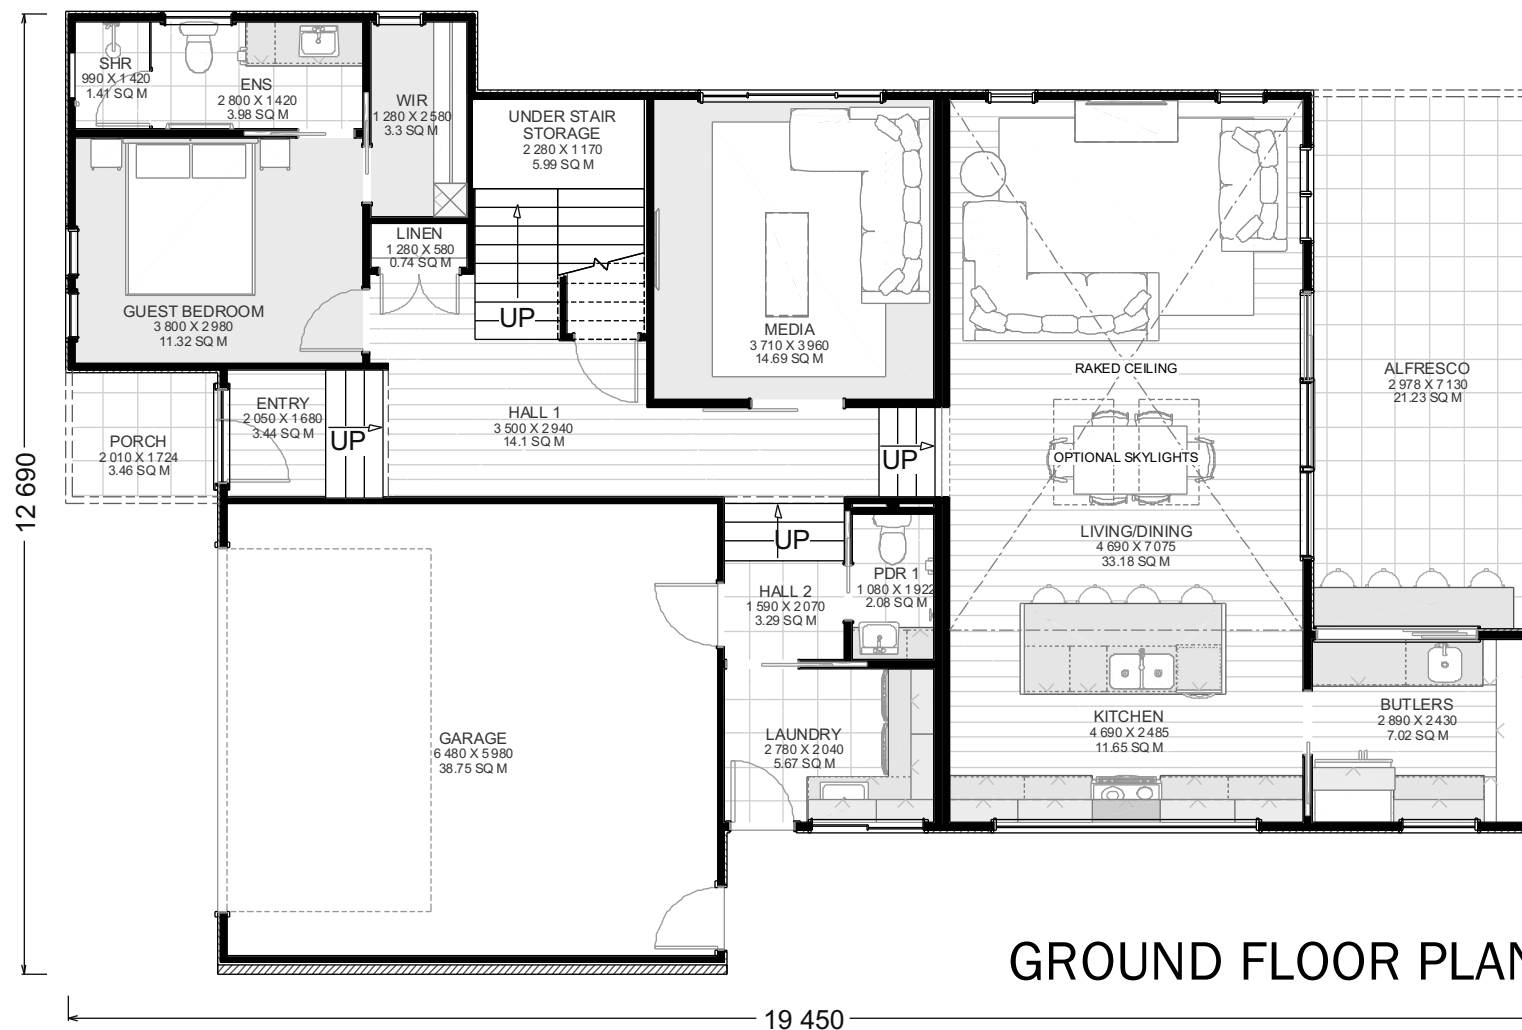 SHR
990 X 1 420
1.41 SQ M
ENS
2 800 X 1 420
3.98 SQ M
WIR
1 280 X 2 580
3.3 SQ M
UNDER STAIR
STORAGE
2 280 X 1 170
5.99 SQ M
LINEN
1 280 X 580
0.74 SQ M
GUEST BEDROOM
3 800 X 2 980
11.32 SQ M
UP
MEDIA
3 710 X 3 960
14.69 SQ M
RAKED CEILING
ALFRESCO
2 978 X 7 130
21.23 SQ M
ENTRY
2 050 X 1 680
3.44 SQ M
UP
HALL 1
3 500 X 2 940
14.1 SQ M
PORCH
2 010 X 1 724
3.46 SQ M
UP
OPTIONAL SKYLIGHTS
12 690
UP
LIVING/DINING
4 690 X 7 075
33.18 SQ M
HALL 2
1 590 X 2 070
3.29 SQ M
PDR 1
1 080 X 1 922
2.08 SQ M
GARAGE
6 480 X 5 980
38.75 SQ M
LAUNDRY
2 780 X 2 040
5.67 SQ M
KITCHEN
4 690 X 2 485
11.65 SQ M
BUTLERS
2 890 X 2 430
7.02 SQ M
GROUND FLOOR PLAN
19 450